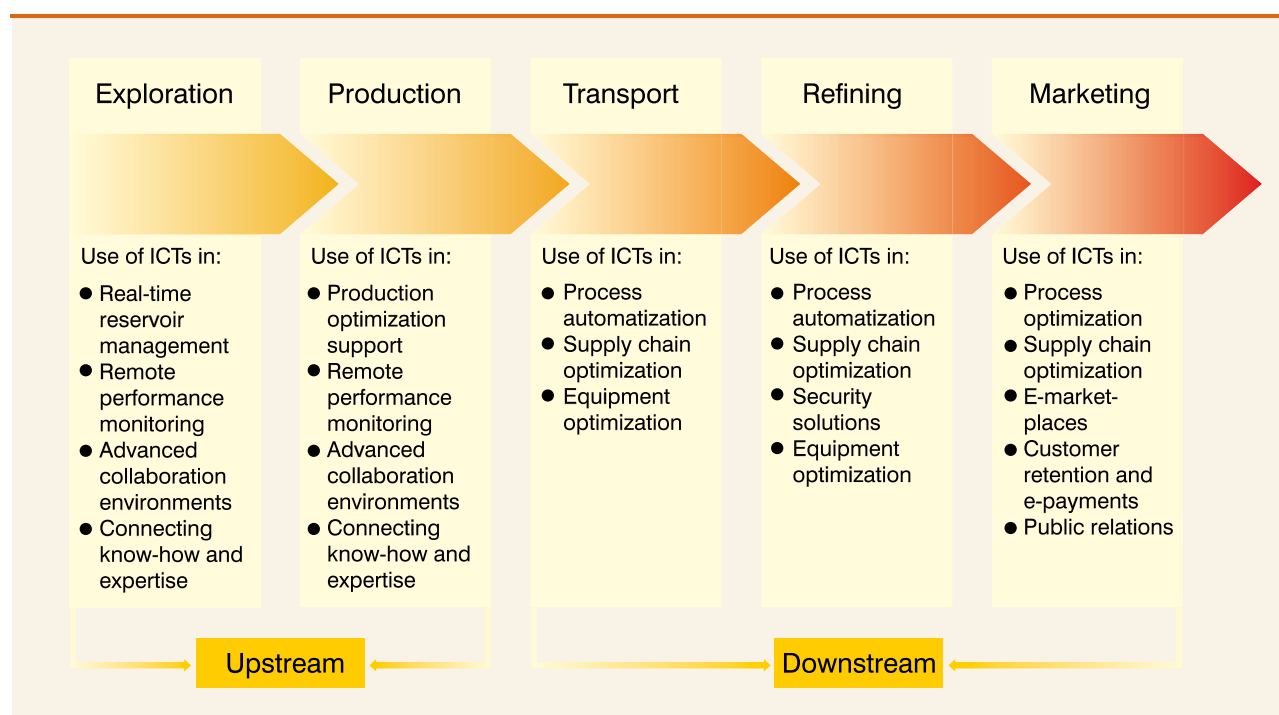 Exploration
Use of ICTs in:
● Real-time
reservoir
management
● Remote
performance
monitoring
● Advanced
collaboration
environments
● Connecting
know-how and
expertise
Production
Use of ICTs in:
● Production
optimization
support
● Remote
performance
monitoring
● Advanced
collaboration
environments
● Connecting
know-how and
expertise
Transport
Use of ICTs in:
● Process
automatization
● Supply chain
optimization
● Equipment
optimization
Refining
Use of ICTs in:
● Process
automatization
● Supply chain
optimization
● Security
solutions
● Equipment
optimization
Marketing
Use of ICTs in:
● Process
optimization
● Supply chain
optimization
● E-market-
places
● Customer
retention and
e-payments
● Public relations
Upstream
Downstream